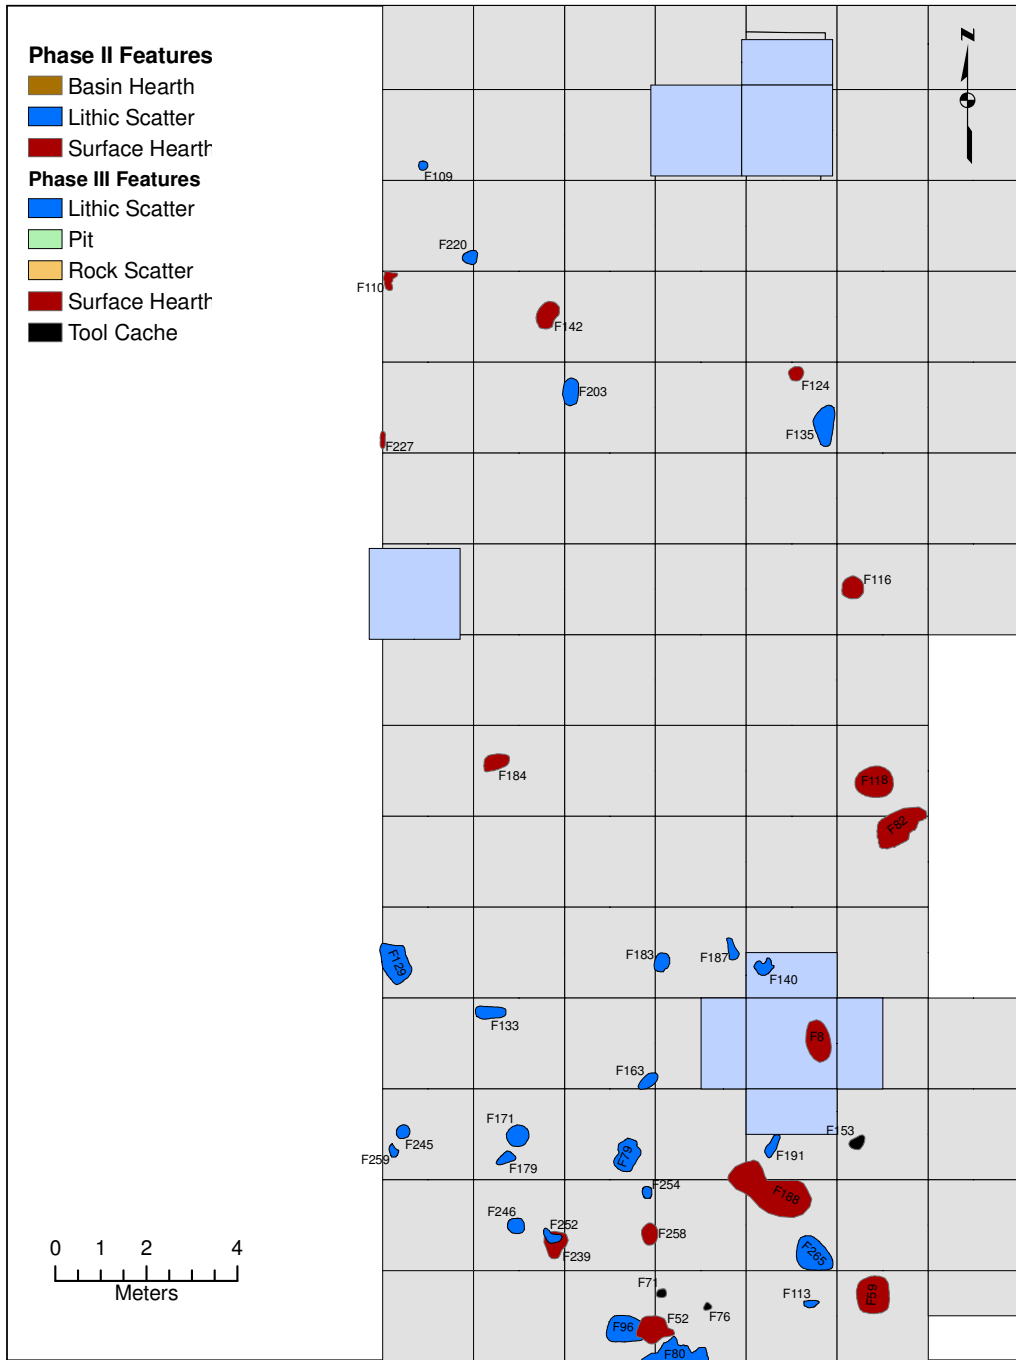 Phase II Features
Basin Hearth
Lithic Scatter
Surface Hearth
Phase III Features
Lithic Scatter
Pit
Rock Scatter
Surface Hearth
Tool Cache
N
F109
F220
F110
F142
F203
F124
F135
F227
F116
F184
F118
F82
F129
F183
F187
F140
F133
F8
F163
F171
F245
F259
F179
F79
F191
F153
F254
F188
F246
F252
F239
F258
F265
F71
F76
F113
F59
F96
F52
F80
0 1 2 4
Meters